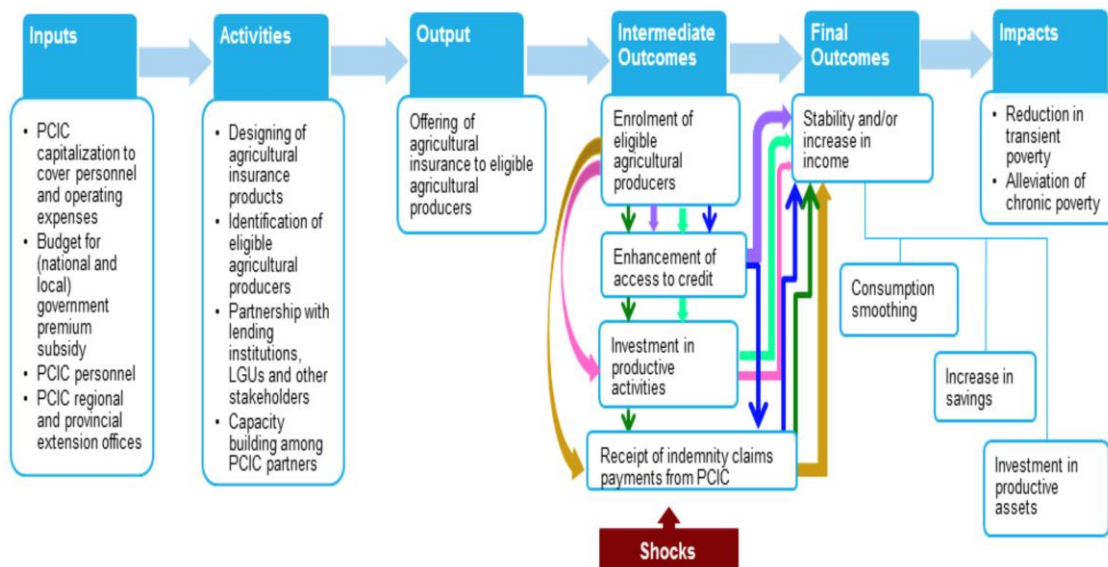 Inputs
PCIC
capitalization to
cover personnel
and operating
expenses
Budget for
(national and
local)
government
premium
subsidy
PCIC personnel
PCIC regional
and provincial
extension offices
Activities
Designing of
agricultural
insurance
products
Identification of
eligible
agricultural
producers
Partnership with
lending
institutions,
LGUs and other
stakeholders
Capacity
building among
PCIC partners
Output
Offering of
agricultural
insurance to eligible
agricultural
producers
Intermediate
Outcomes
Enrolment of
eligible
agricultural
producers
Enhancement of
access to credit
Investment in
productive
activities
Receipt of indemnity claims
payments from PCIC
Shocks
Final
Outcomes
Stability and/or
increase in
income
Consumption
smoothing
Increase in
savings
Investment in
productive
assets
Impacts
Reduction in
transient
poverty
Alleviation of
chronic poverty